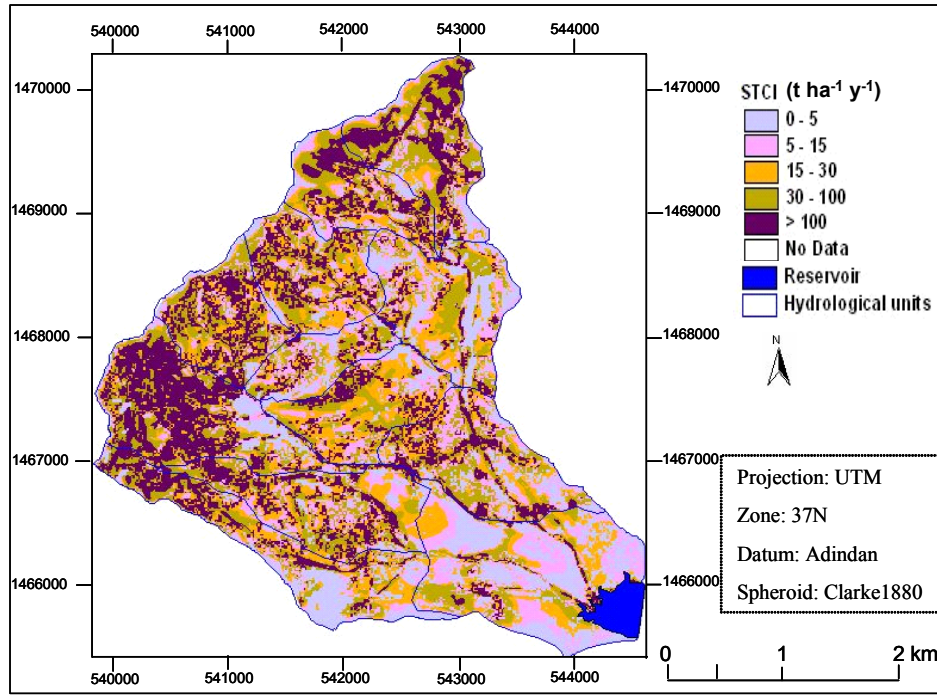 540000 541000 542000 543000 544000
1470000 1470000
1469000 1469000
1468000 1468000
1467000 1467000
1466000 1466000
540000 541000 542000 543000 544000
STCI (t ha⁻¹ y⁻¹)
0 - 5
5 - 15
15 - 30
30 - 100
> 100
No Data
Reservoir
Hydrological units
N
Projection: UTM
Zone: 37N
Datum: Adindan
Spheroid: Clarke1880
0 1 2 km